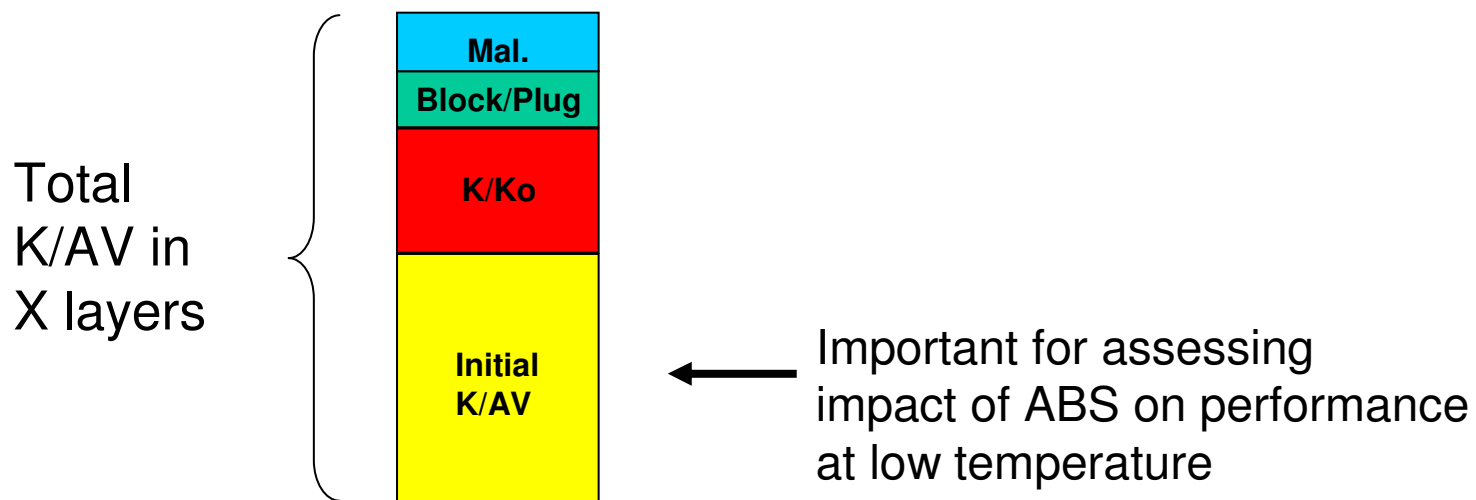 Total
K/AV in
X layers
Mal.
Block/Plug
K/Ko
Initial
K/AV
Important for assessing
impact of ABS on performance
at low temperature